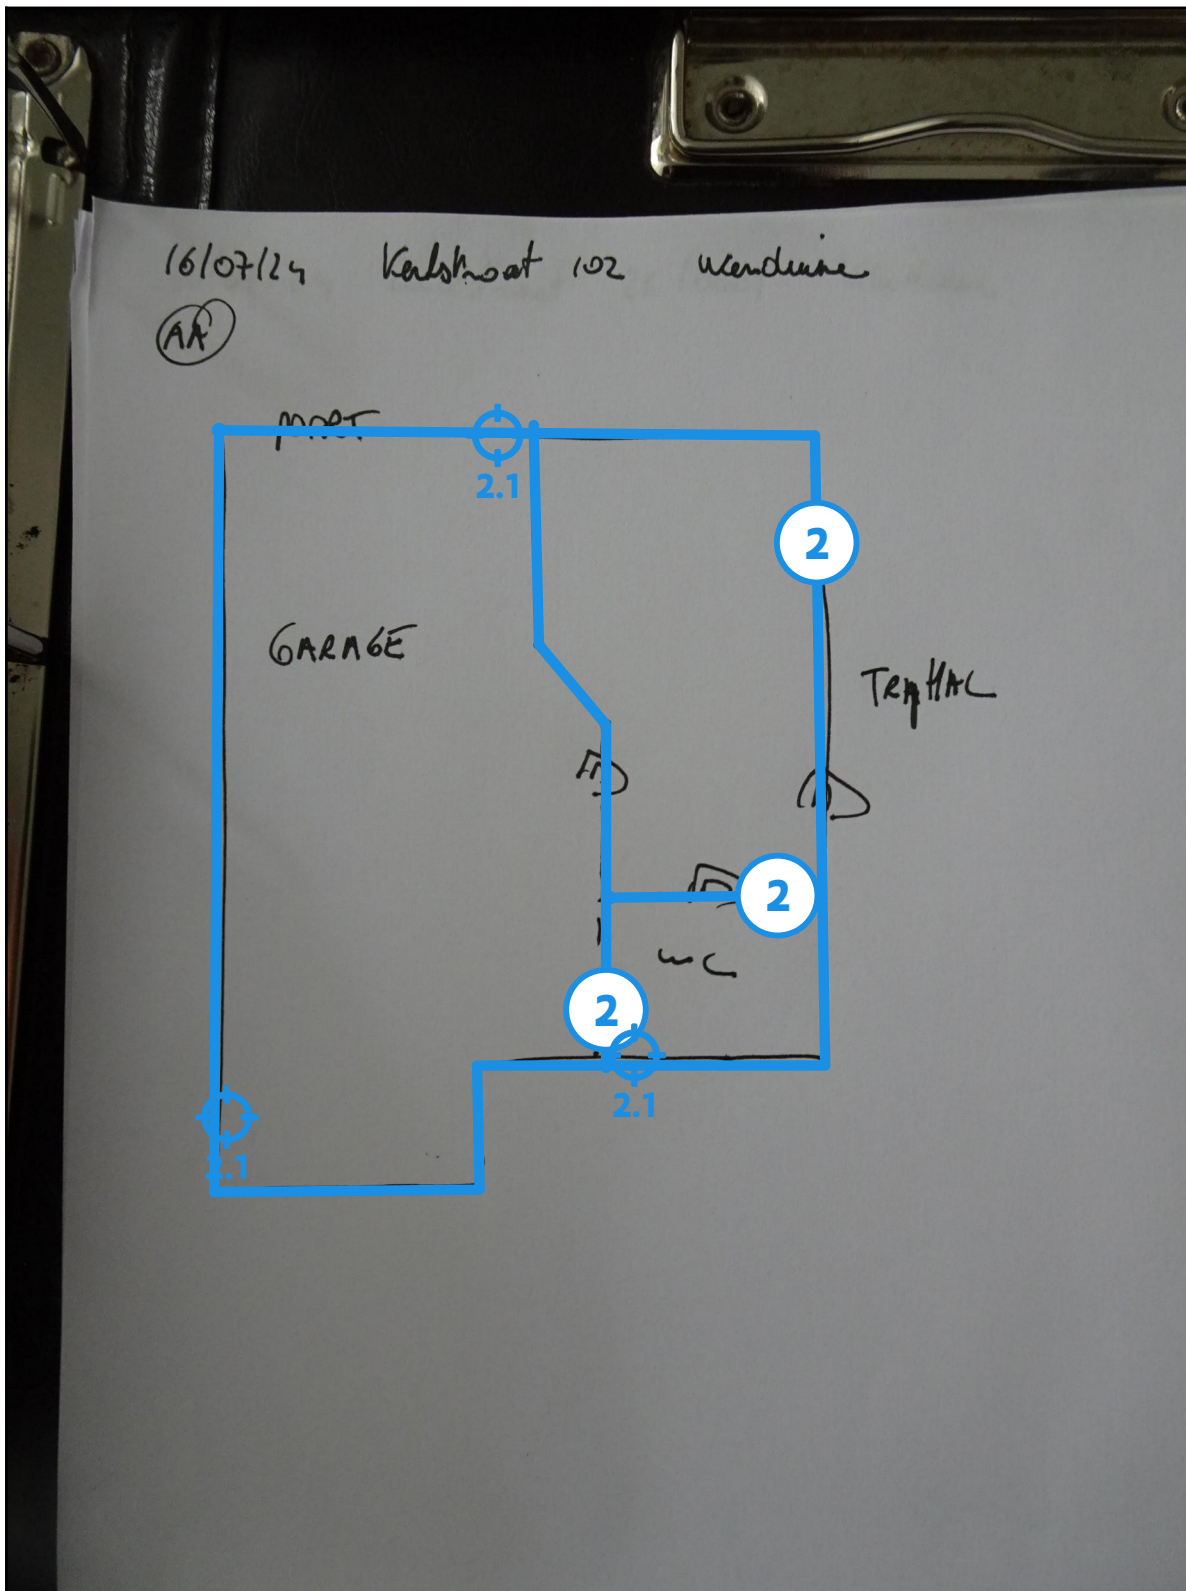 16/07/24 Kerkstraat 102 Wenduine
AA
POORT
2.1
2
GARAGE
TRAPHAL
2
WC
2
2.1
2.1